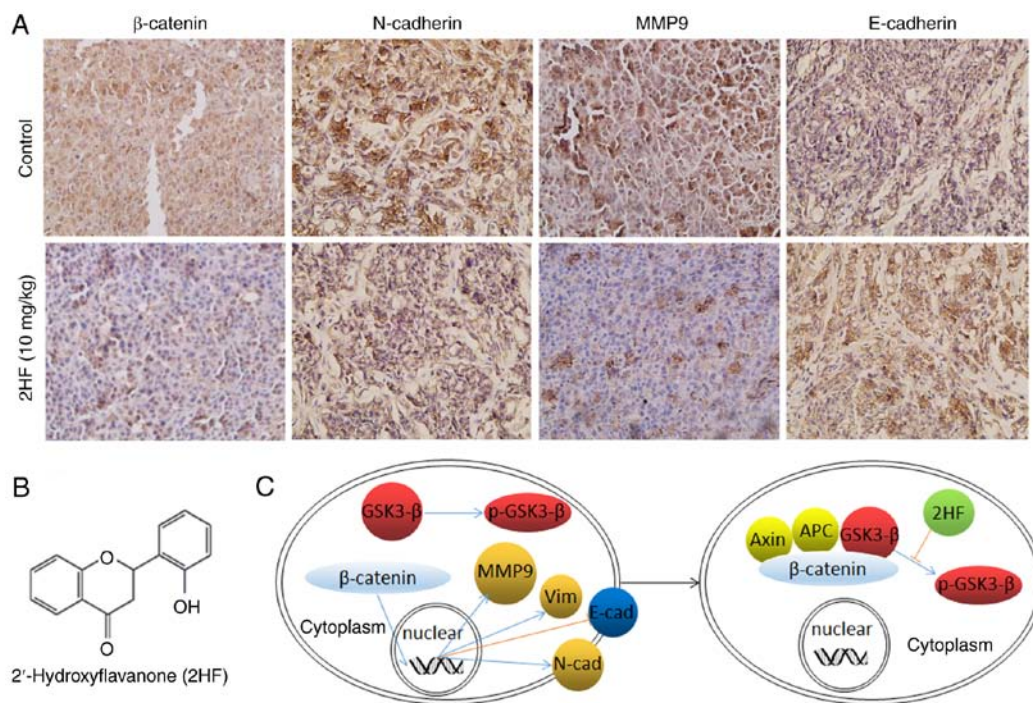 A
β-catenin
N-cadherin
MMP9
E-cadherin
Control
2HF (10 mg/kg)
B
O
OH
O
2′-Hydroxyflavanone (2HF)
C
GSK3-β
p-GSK3-β
β-catenin
MMP9
Vim
E-cad
Cytoplasm
nuclear
N-cad
Axin
APC
GSK3-β
2HF
β-catenin
p-GSK3-β
nuclear
Cytoplasm